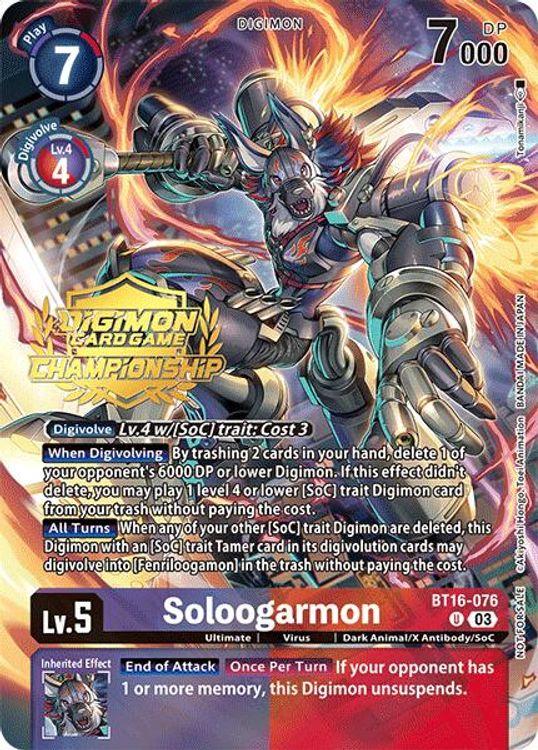 Play
7
DIGIMON
DP
7000
Digivolve
Lv.4
4
Tonamikanji
DIGIMON
CARD GAME
CHAMPIONSHIP
Digivolve Lv.4 w/[SoC] trait: Cost 3
When Digivolving By trashing 2 cards in your hand, delete 1 of
your opponent's 6000 DP or lower Digimon. If this effect didn't
delete, you may play 1 level 4 or lower [SoC] trait Digimon card
from your trash without paying the cost.
All Turns When any of your other [SoC] trait Digimon are deleted, this
Digimon with an [SoC] trait Tamer card in its digivolution cards may
digivolve into [Fenriloogamon] in the trash without paying the cost.
©Akiyoshi Hongo, Toei Animation BANDAI MADE IN JAPAN
NOT FOR SALE
Lv.5
Soloogarmon
BT16-076
U 03
Ultimate | Virus | Dark Animal/X Antibody/SoC
Inherited Effect
End of Attack Once Per Turn If your opponent has
1 or more memory, this Digimon unsuspends.